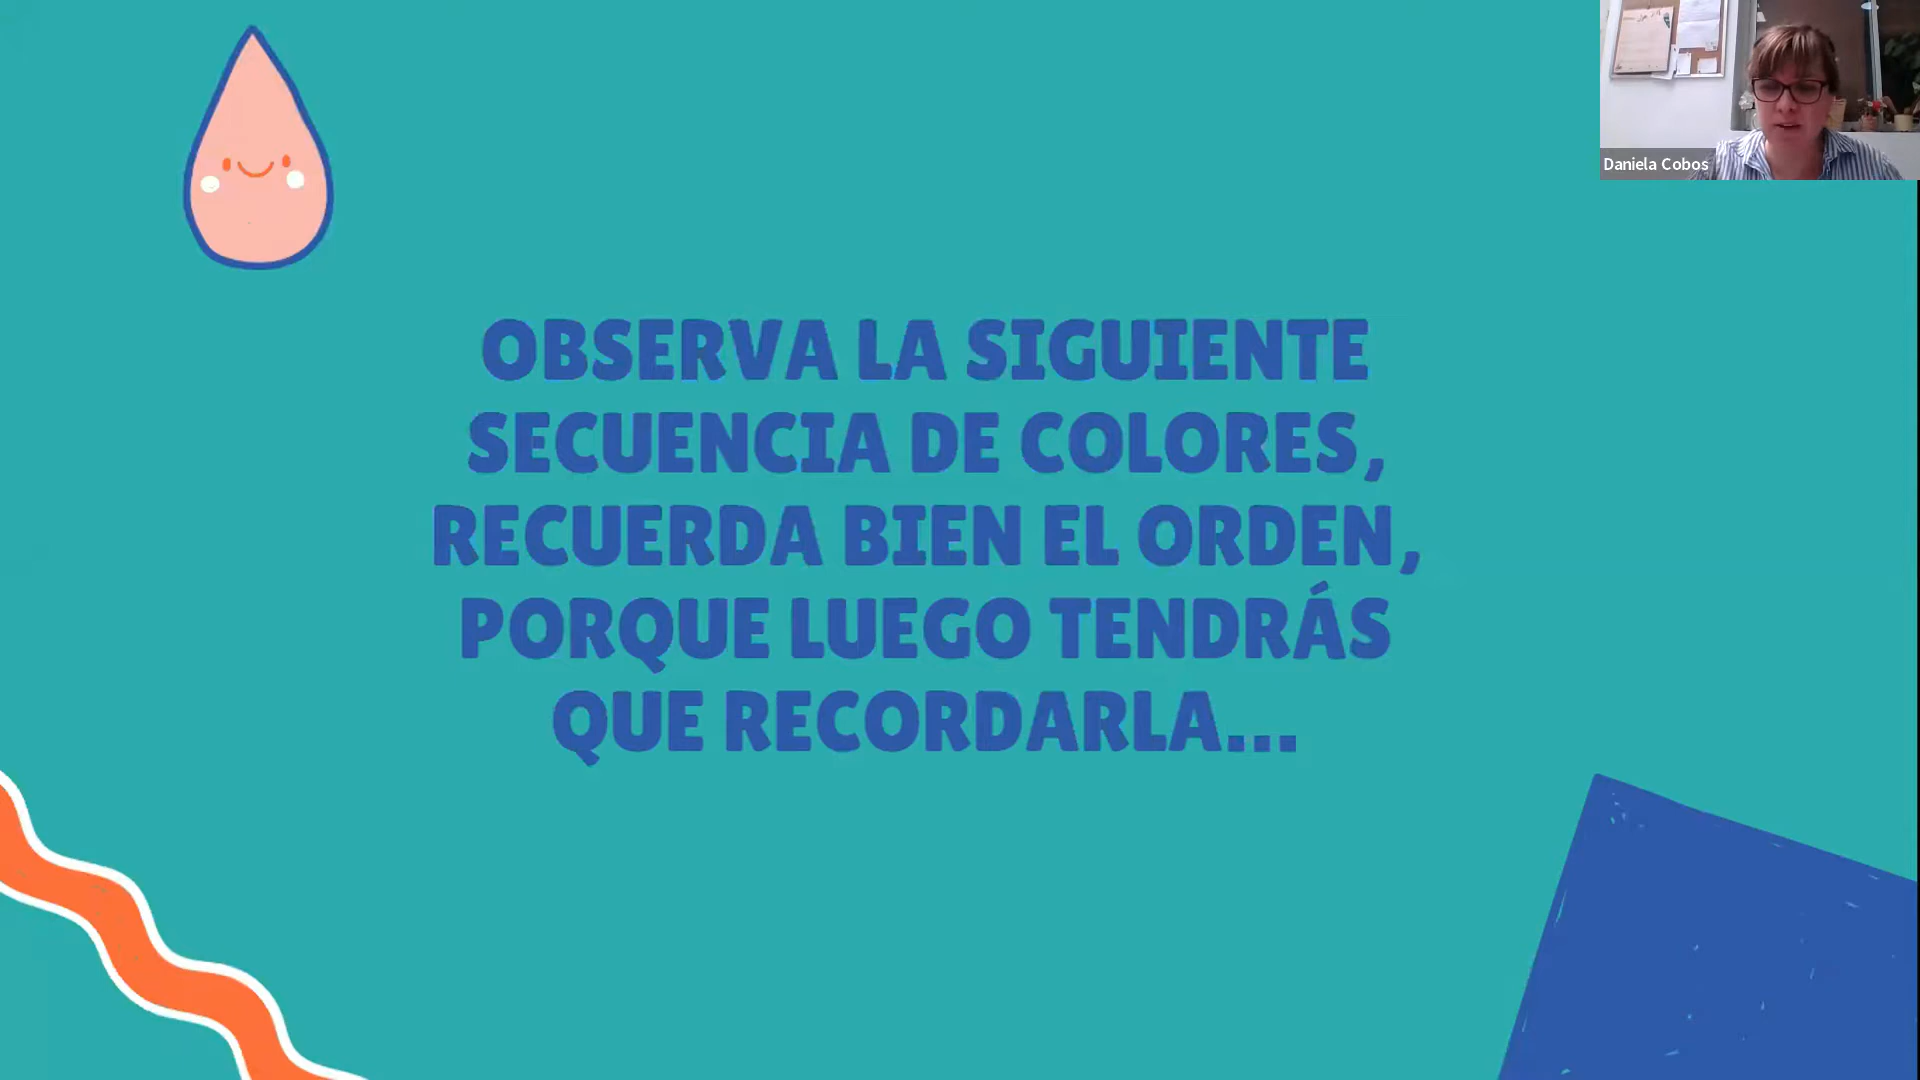 Daniela Cobos
OBSERVA LA SIGUIENTE
SECUENCIA DE COLORES,
RECUERDA BIEN EL ORDEN,
PORQUE LUEGO TENDRÁS
QUE RECORDARLA...